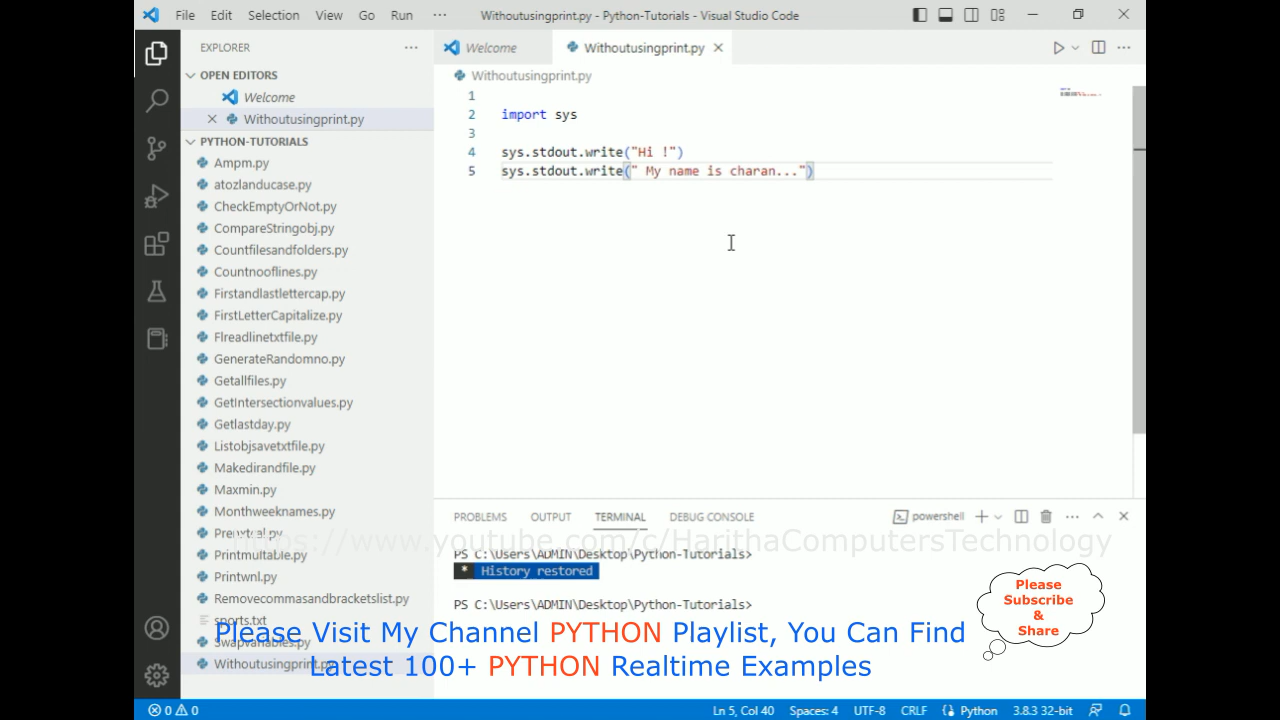 File Edit Selection View Go Run ··· Withoutusingprint.py - Python-Tutorials - Visual Studio Code
EXPLORER ···
OPEN EDITORS
Welcome
Withoutusingprint.py
PYTHON-TUTORIALS
Ampm.py
atozlanducase.py
CheckEmptyOrNot.py
CompareStringobj.py
Countfilesandfolders.py
Countnooflines.py
Firstandlastlettercap.py
FirstLetterCapitalize.py
Flreadlinetxtfile.py
GenerateRandomno.py
Getallfiles.py
GetIntersectionvalues.py
Getlastday.py
Listobjsavetxtfile.py
Makedirandfile.py
Maxmin.py
Monthweeknames.py
Printmultable.py
Printwnl.py
Removecommasandbracketslist.py
sports.txt
Swapvariables.py
Withoutusingprint.py
Welcome Withoutusingprint.py
Withoutusingprint.py
1
2 import sys
3
4 sys.stdout.write("Hi !")
5 sys.stdout.write(" My name is charan...")
PROBLEMS OUTPUT TERMINAL DEBUG CONSOLE powershell
https://www.youtube.com/c/HarithaComputersTechnology
PS C:\Users\ADMIN\Desktop\Python-Tutorials>
* History restored
PS C:\Users\ADMIN\Desktop\Python-Tutorials>
Please
Subscribe
&
Share
Please Visit My Channel PYTHON Playlist, You Can Find
Latest 100+ PYTHON Realtime Examples
0 0 Ln 5, Col 40 Spaces: 4 UTF-8 CRLF Python 3.8.3 32-bit